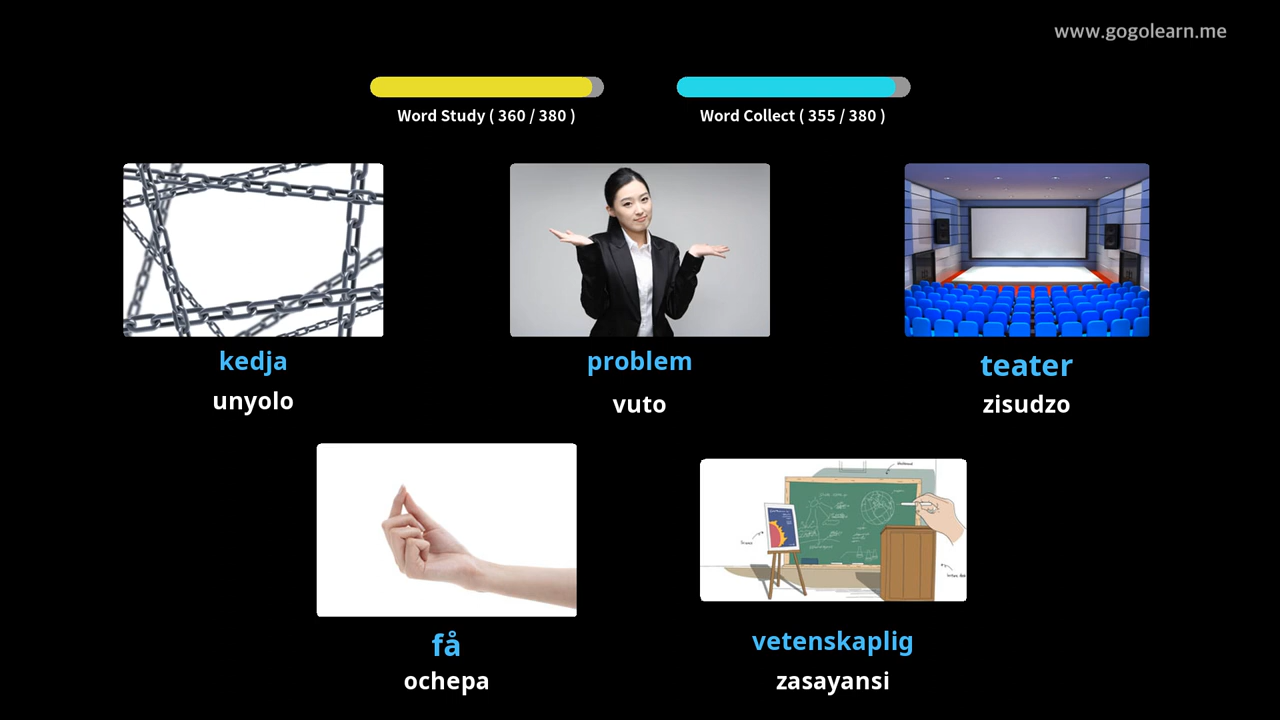 www.gogolearn.me
Word Study ( 360 / 380 )
Word Collect ( 355 / 380 )
kedja
unyolo
problem
vuto
teater
zisudzo
få
ochepa
vetenskaplig
zasayansi